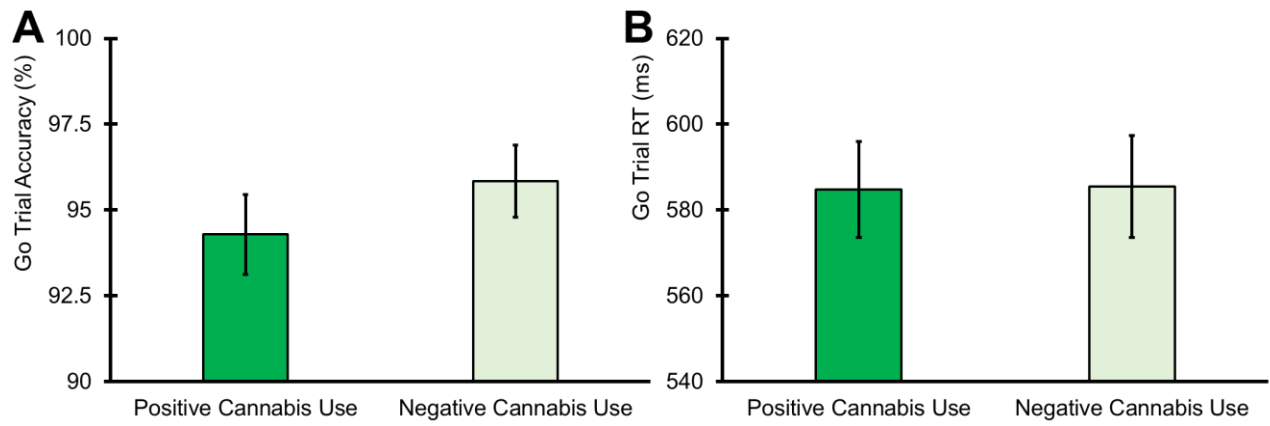 A
Go Trial Accuracy (%)
100
97.5
95
92.5
90
Positive Cannabis Use
Negative Cannabis Use
B
Go Trial RT (ms)
620
600
580
560
540
Positive Cannabis Use
Negative Cannabis Use